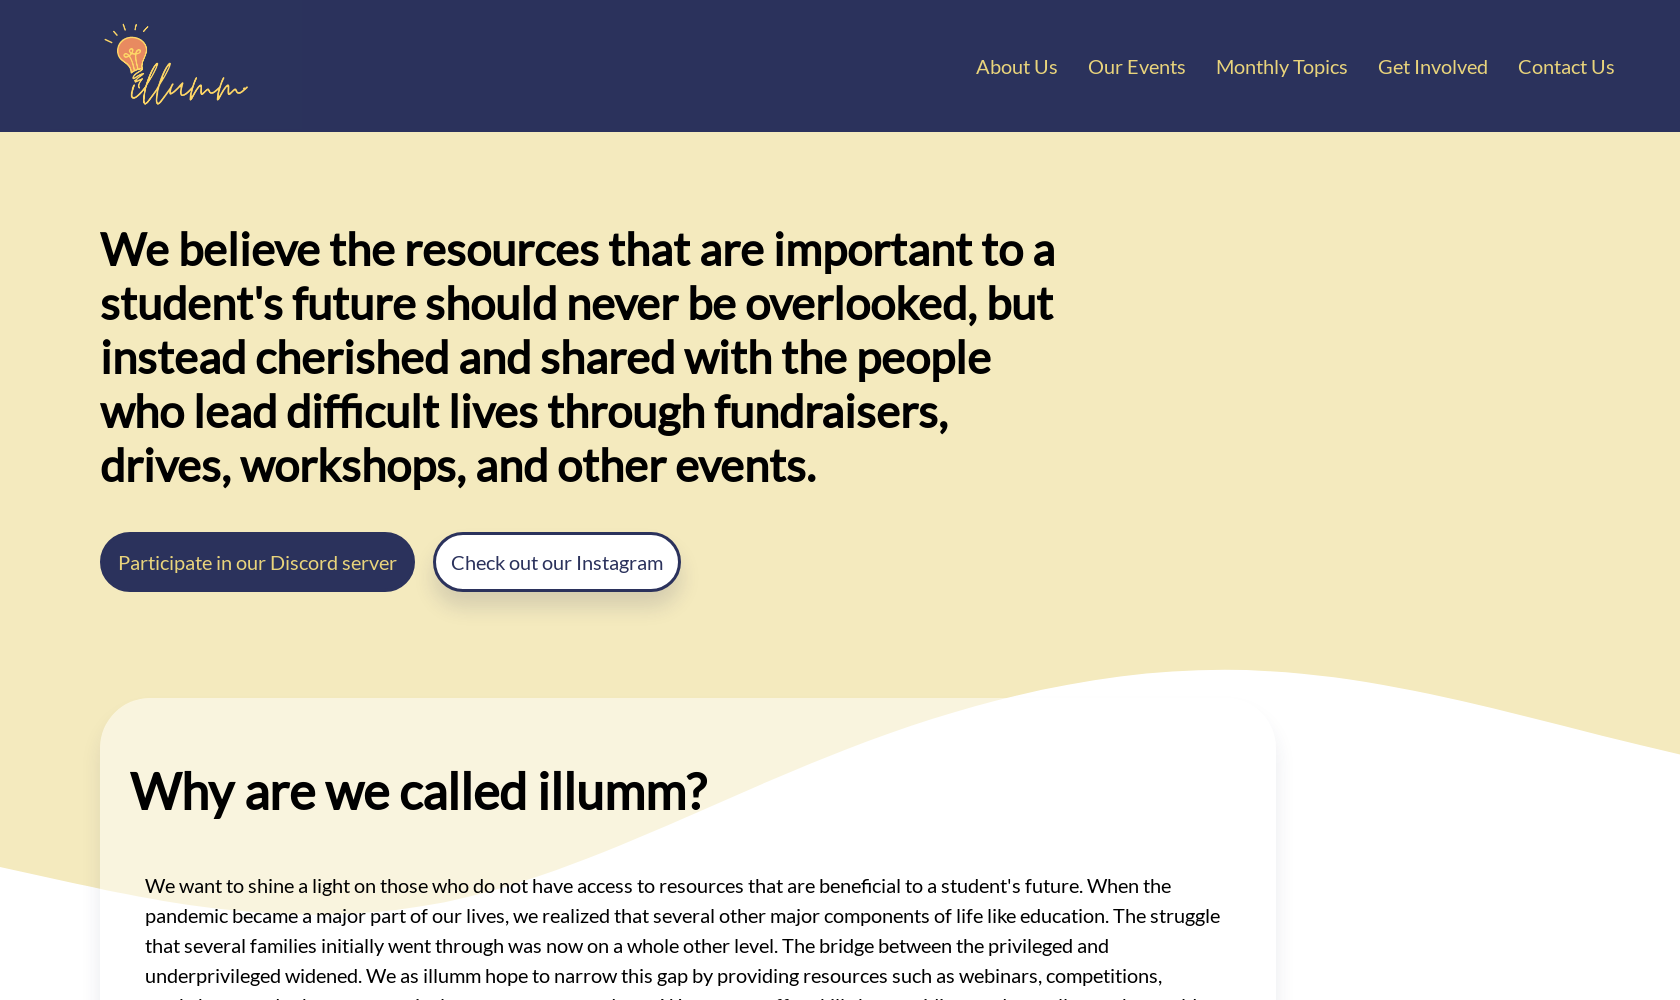 illumm
About Us Our Events Monthly Topics Get Involved Contact Us
We believe the resources that are important to a
student's future should never be overlooked, but
instead cherished and shared with the people
who lead difficult lives through fundraisers,
drives, workshops, and other events.
Participate in our Discord server Check out our Instagram
Why are we called illumm?
We want to shine a light on those who do not have access to resources that are beneficial to a student's future. When the
pandemic became a major part of our lives, we realized that several other major components of life like education. The struggle
that several families initially went through was now on a whole other level. The bridge between the privileged and
underprivileged widened. We as illumm hope to narrow this gap by providing resources such as webinars, competitions,